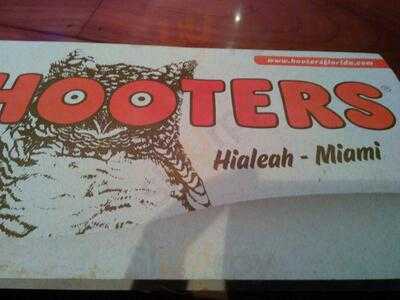 www.hootersflorida.com
HOOTERS®
Hialeah - Miami